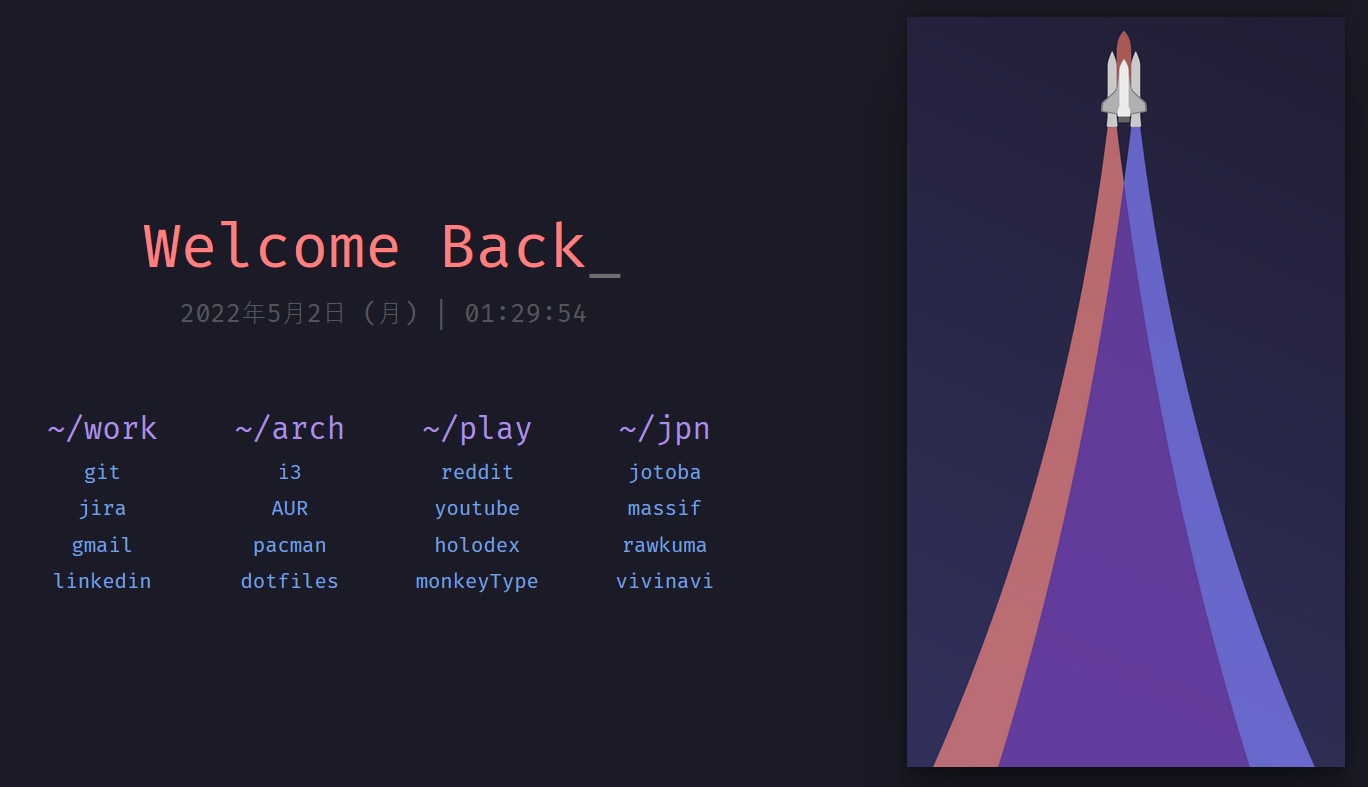 Welcome Back_
2022年5月2日 (月) | 01:29:54
~/work
git
jira
gmail
linkedin
~/arch
i3
AUR
pacman
dotfiles
~/play
reddit
youtube
holodex
monkeyType
~/jpn
jotoba
massif
rawkuma
vivinavi